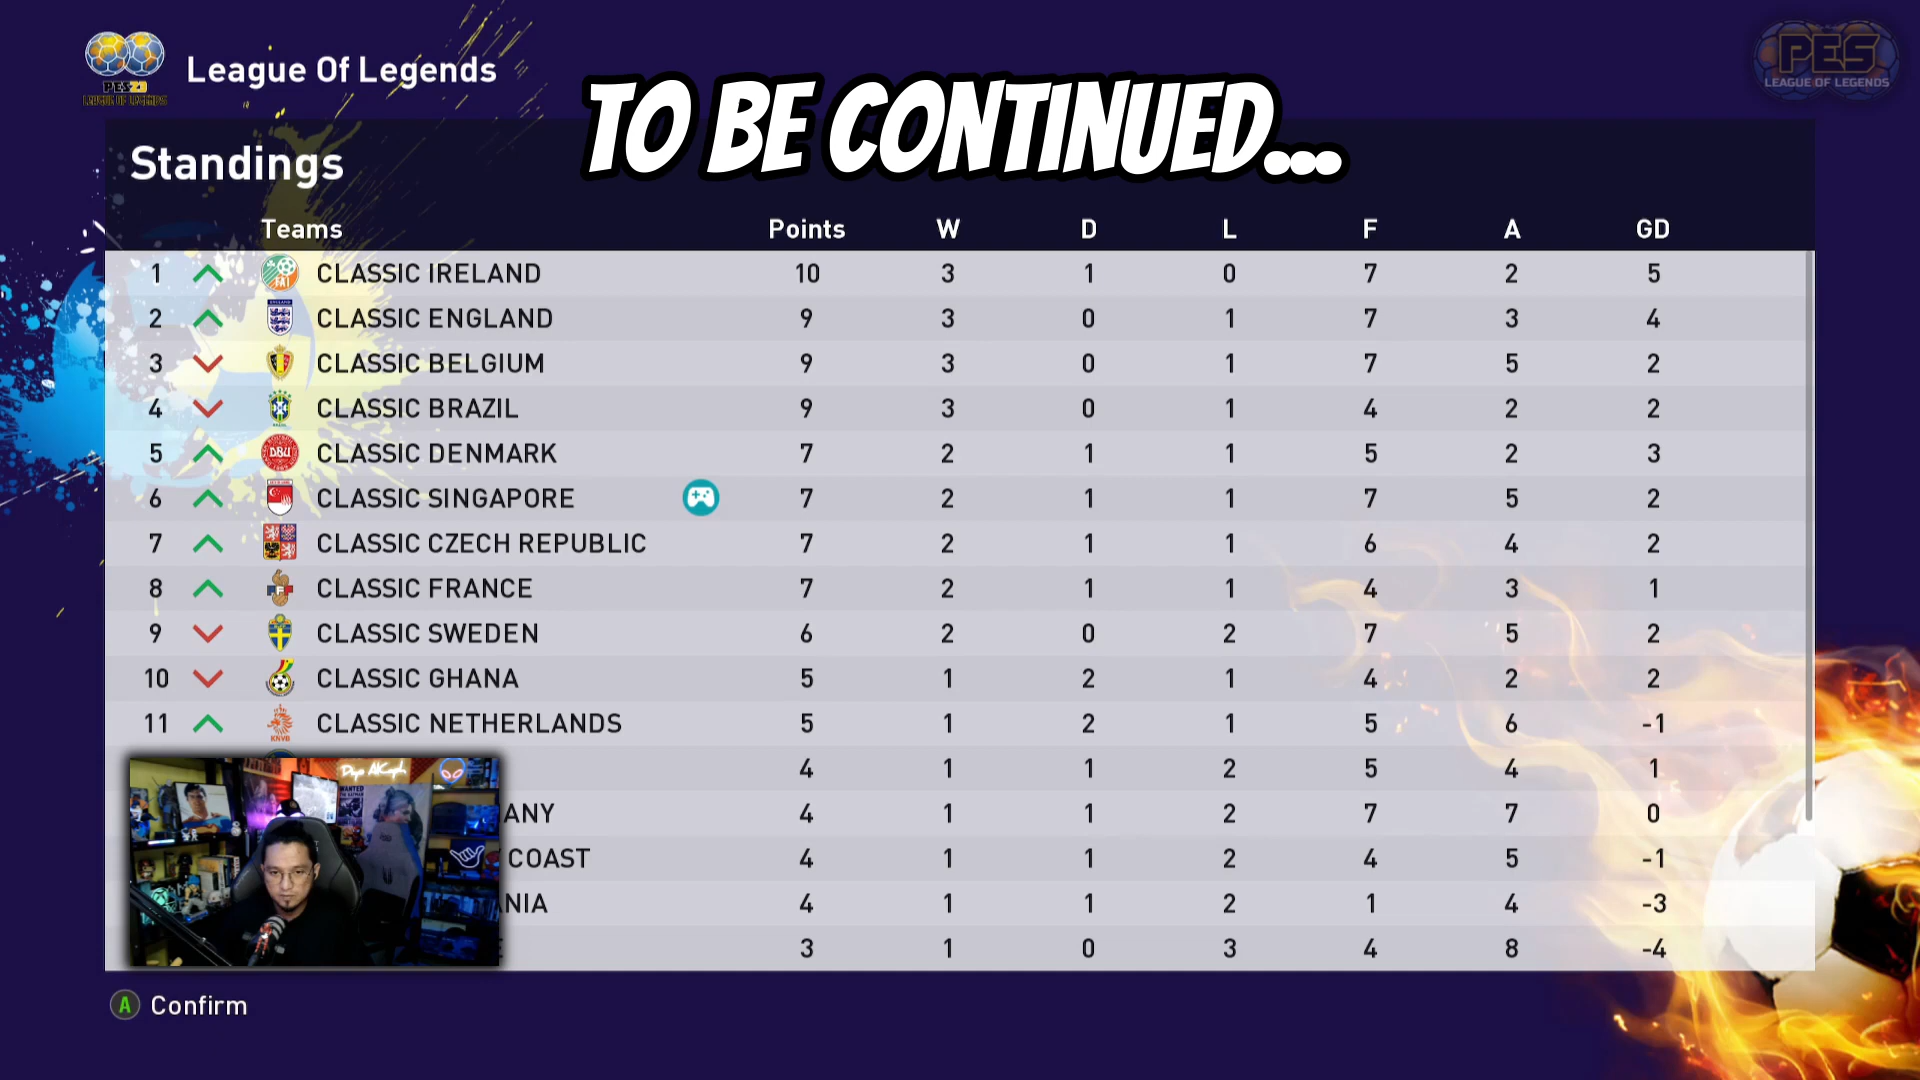 League Of Legends
PES
LEAGUE OF LEGENDS
TO BE CONTINUED...
Standings
Teams Points W D L F A GD
1 CLASSIC IRELAND 10 3 1 0 7 2 5
2 CLASSIC ENGLAND 9 3 0 1 7 3 4
3 CLASSIC BELGIUM 9 3 0 1 7 5 2
4 CLASSIC BRAZIL 9 3 0 1 4 2 2
5 CLASSIC DENMARK 7 2 1 1 5 2 3
6 CLASSIC SINGAPORE 7 2 1 1 7 5 2
7 CLASSIC CZECH REPUBLIC 7 2 1 1 6 4 2
8 CLASSIC FRANCE 7 2 1 1 4 3 1
9 CLASSIC SWEDEN 6 2 0 2 7 5 2
10 CLASSIC GHANA 5 1 2 1 4 2 2
11 CLASSIC NETHERLANDS 5 1 2 1 5 6 -1
4 1 1 2 5 4 1
ANY 4 1 1 2 7 7 0
COAST 4 1 1 2 4 5 -1
NIA 4 1 1 2 1 4 -3
3 1 0 3 4 8 -4
A Confirm